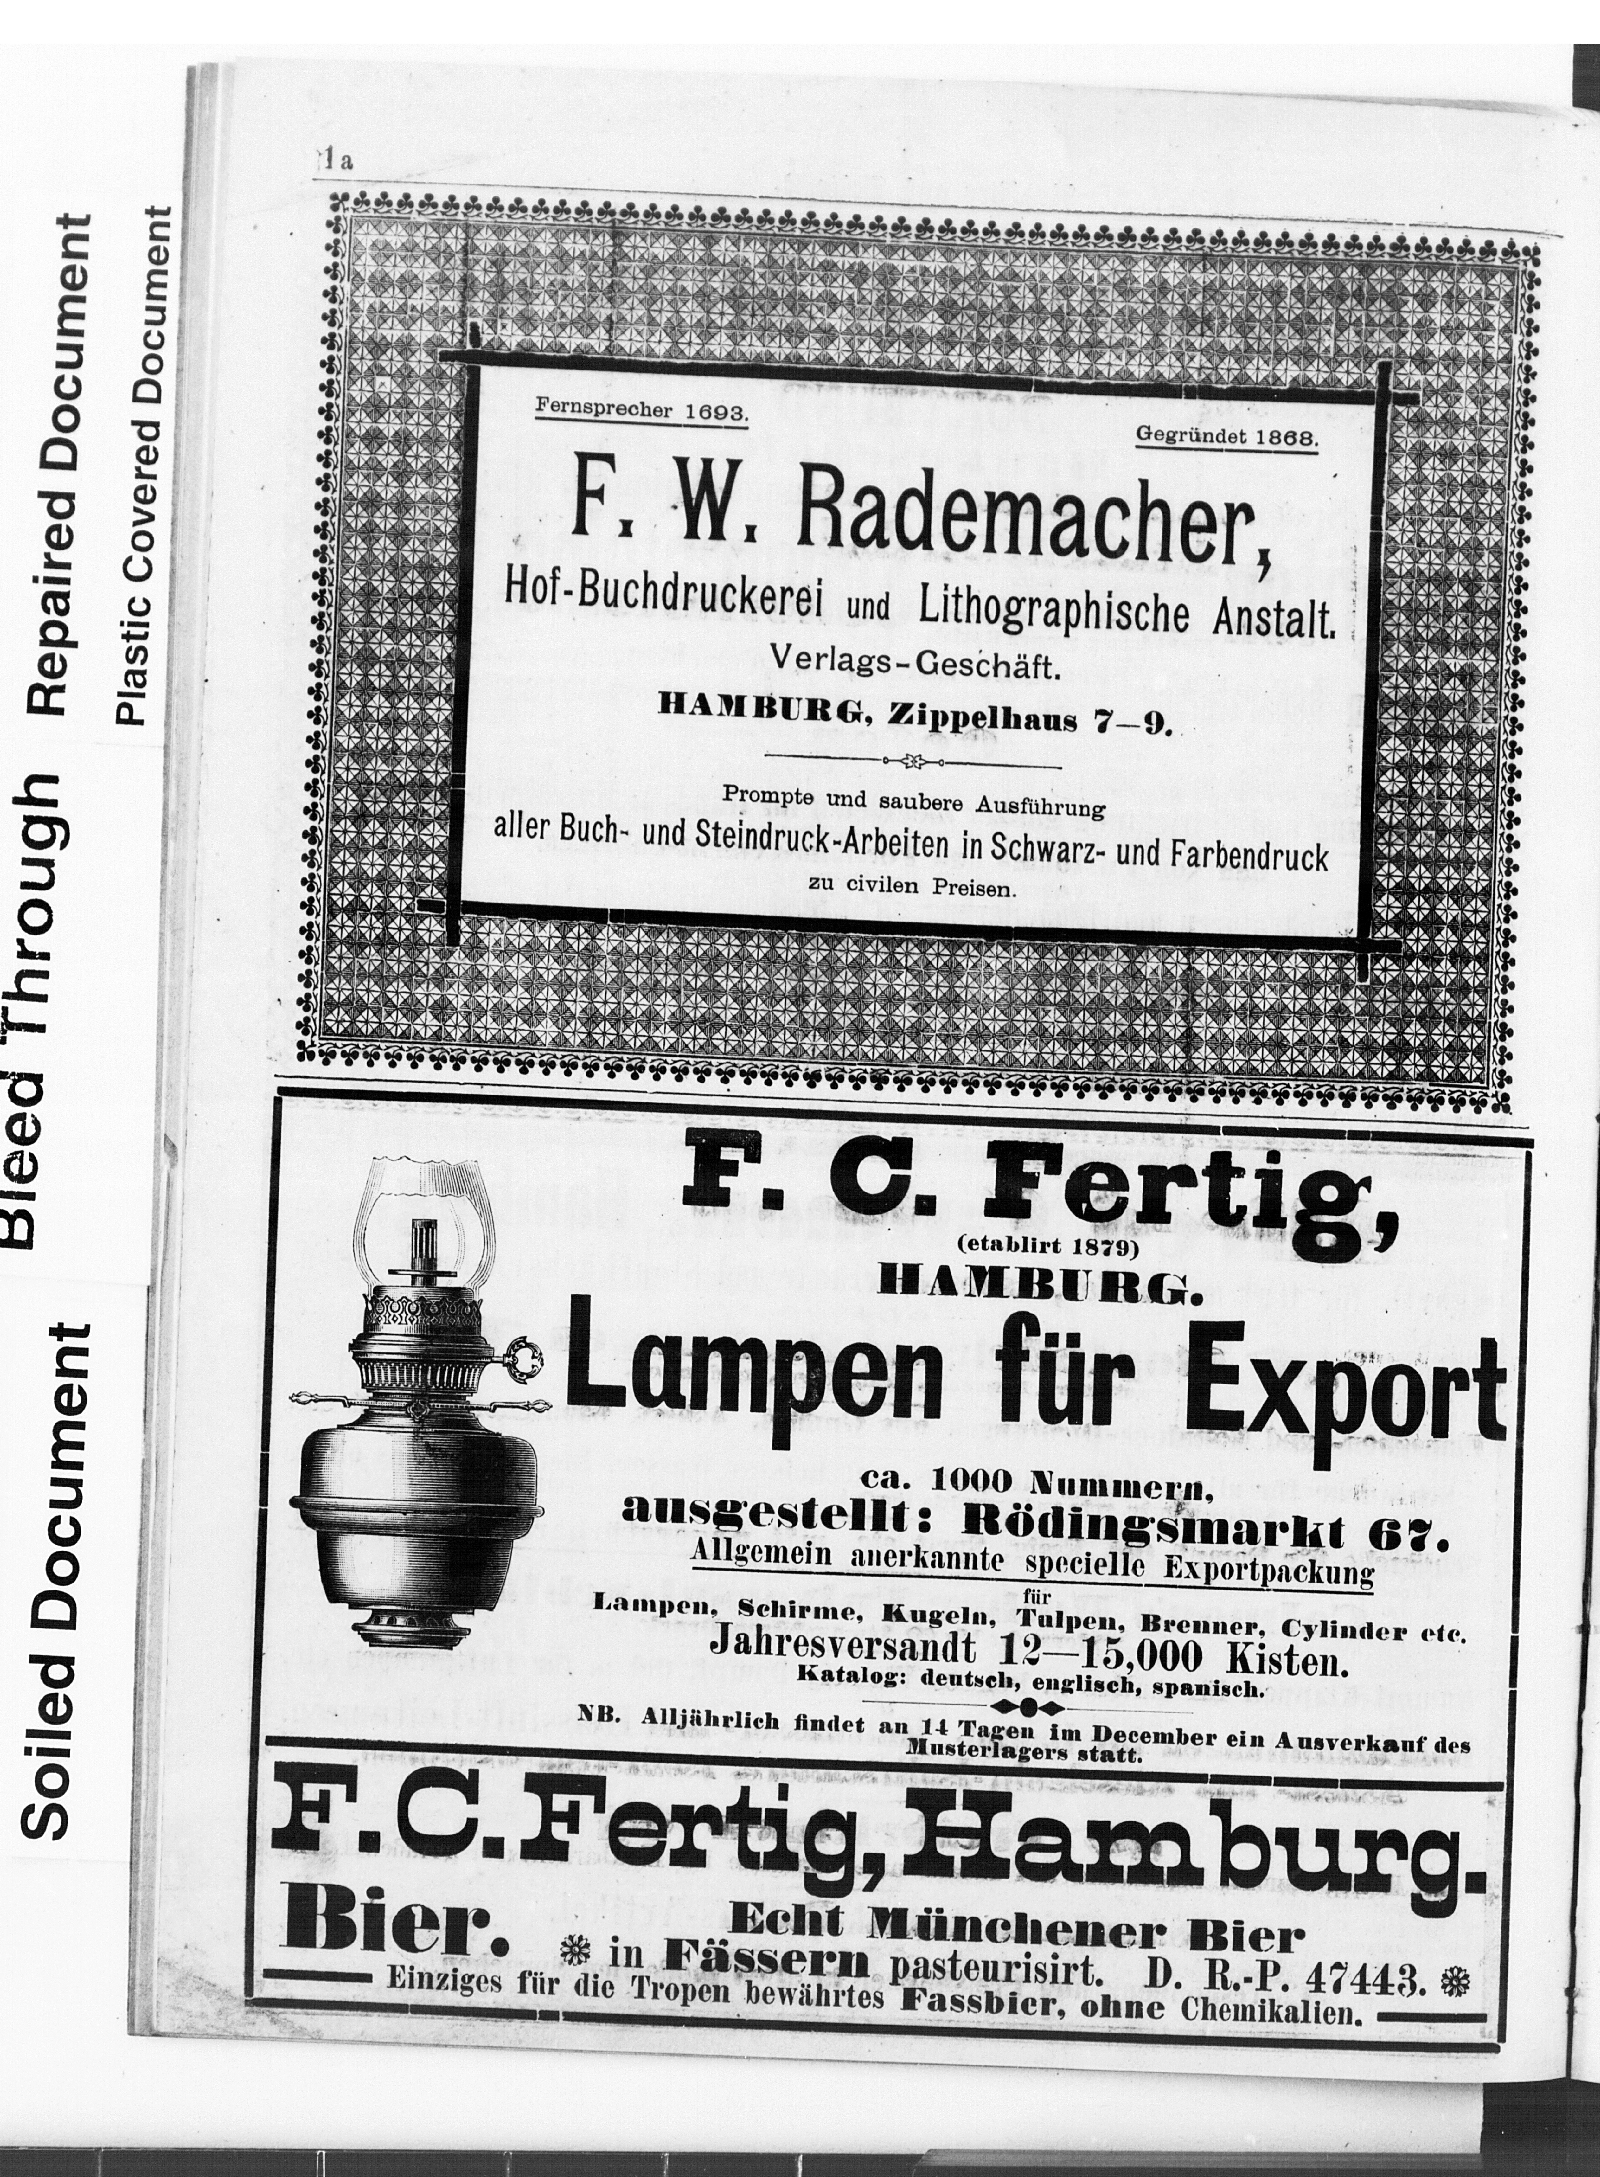 Repaired Document
Plastic Covered Document
Bleed Through
Soiled Document
1a
Fernsprecher 1693.
Gegründet 1868.
F. W. Rademacher,
Hof-Buchdruckerei und Lithographische Anstalt.
Verlags-Geschäft.
HAMBURG, Zippelhaus 7—9.
Prompte und saubere Ausführung
aller Buch- und Steindruck-Arbeiten in Schwarz- und Farbendruck
zu civilen Preisen.
F. C. Fertig,
(etablirt 1879)
HAMBURG.
Lampen für Export
ca. 1000 Nummern,
ausgestellt: Rödingsmarkt 67.
Allgemein anerkannte specielle Exportpackung
für
Lampen, Schirme, Kugeln, Tulpen, Brenner, Cylinder etc.
Jahresversandt 12—15,000 Kisten.
Katalog: deutsch, englisch, spanisch.
NB. Alljährlich findet an 14 Tagen im December ein Ausverkauf des
Musterlagers statt.
F. C. Fertig, Hamburg.
Bier.
Echt Münchener Bier
in Fässern pasteurisirt. D. R.-P. 47443.
Einziges für die Tropen bewährtes Fassbier, ohne Chemikalien.